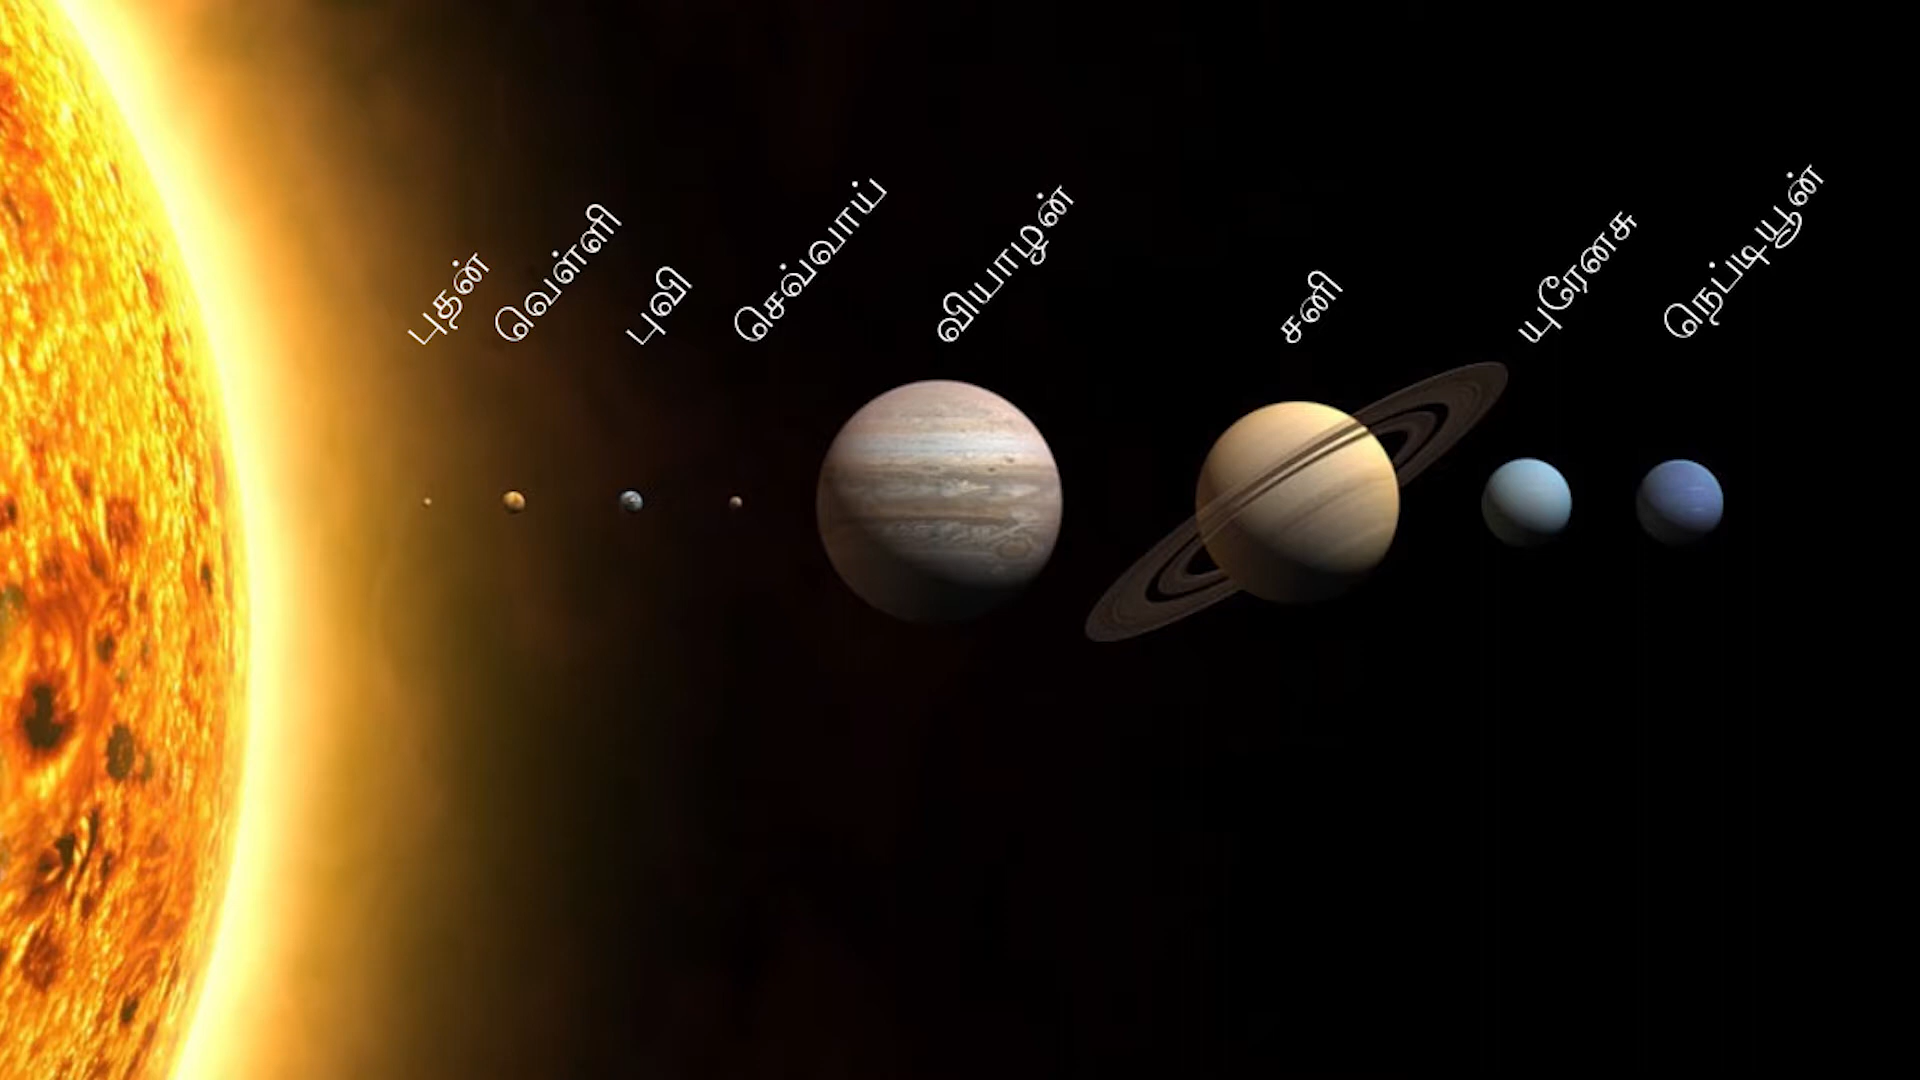 புதன்
வெள்ளி
புவி
செவ்வாய்
வியாழன்
சனி
யுரேனசு
நெப்டியூன்